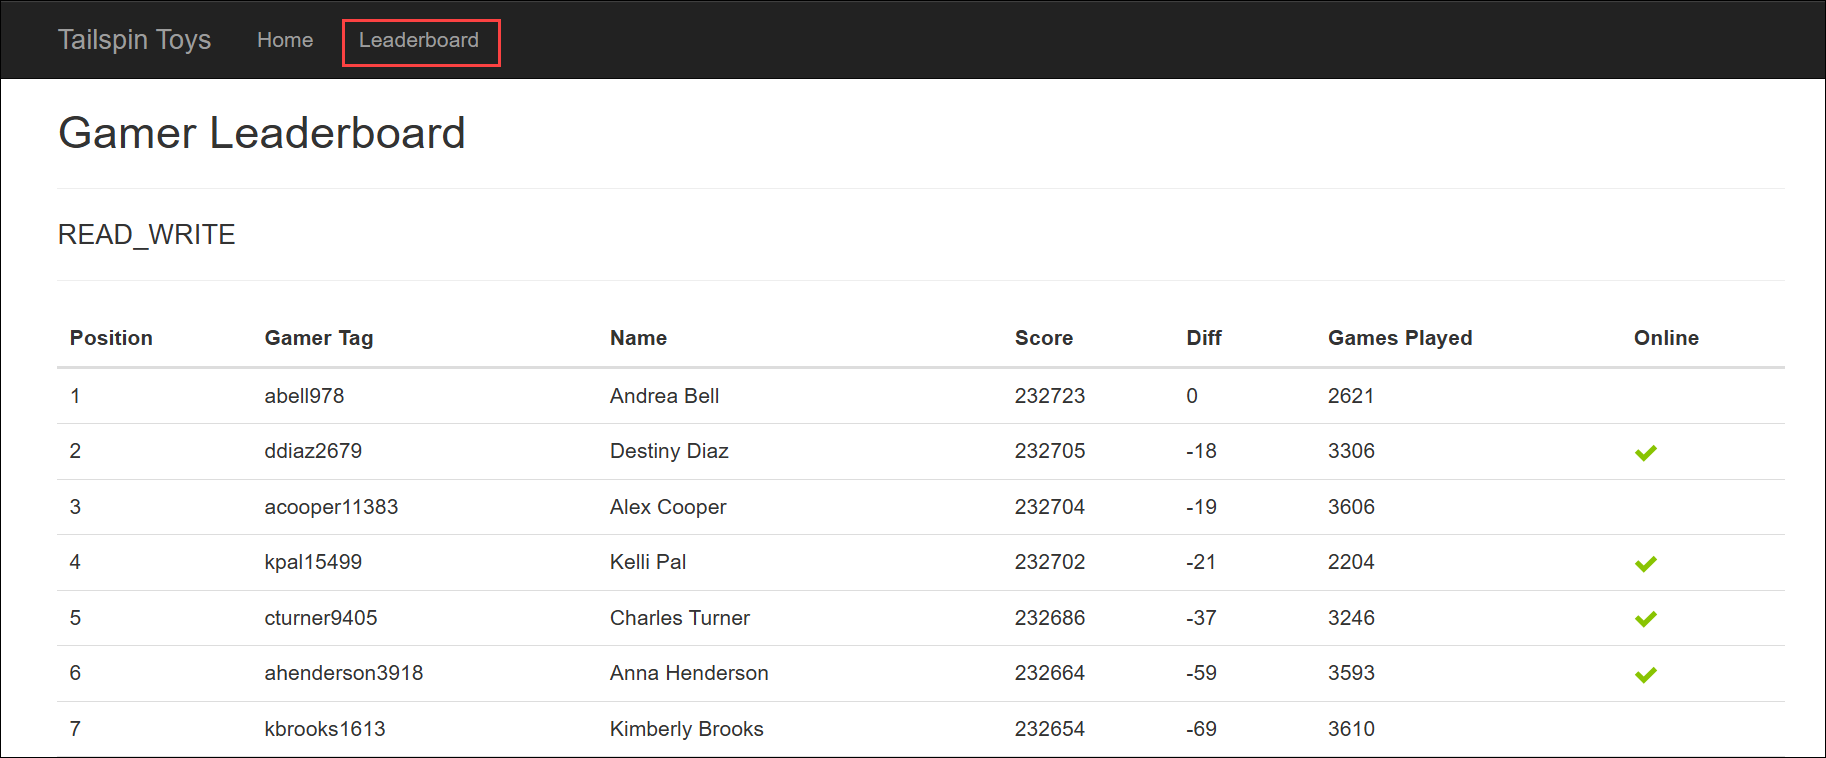 Tailspin Toys Home Leaderboard
Gamer Leaderboard
READ_WRITE
Position Gamer Tag Name Score Diff Games Played Online
1 abell978 Andrea Bell 232723 0 2621
2 ddiaz2679 Destiny Diaz 232705 -18 3306
3 acooper11383 Alex Cooper 232704 -19 3606
4 kpal15499 Kelli Pal 232702 -21 2204
5 cturner9405 Charles Turner 232686 -37 3246
6 ahenderson3918 Anna Henderson 232664 -59 3593
7 kbrooks1613 Kimberly Brooks 232654 -69 3610